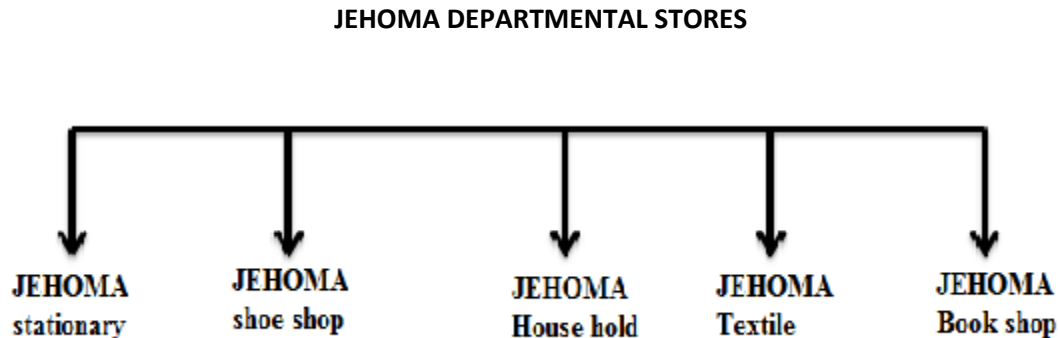 JEHOMA DEPARTMENTAL STORES
JEHOMA
stationary
JEHOMA
shoe shop
JEHOMA
House hold
JEHOMA
Textile
JEHOMA
Book shop